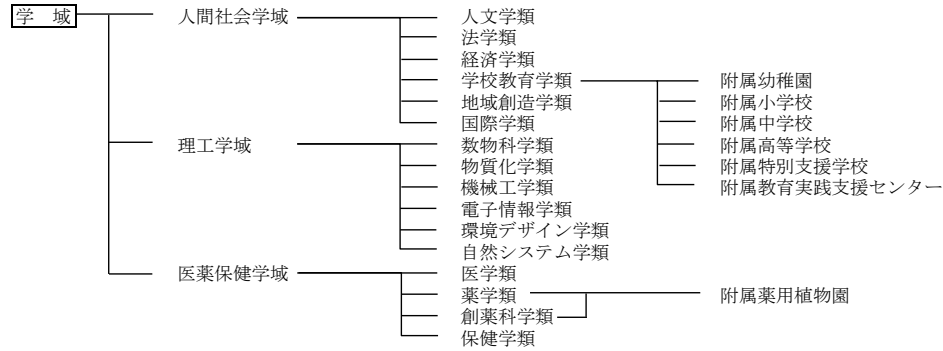 学　域
人間社会学域
人文学類
法学類
経済学類
学校教育学類
附属幼稚園
地域創造学類
附属小学校
国際学類
附属中学校
理工学域
数物科学類
附属高等学校
物質化学類
附属特別支援学校
機械工学類
附属教育実践支援センター
電子情報学類
環境デザイン学類
自然システム学類
医薬保健学域
医学類
薬学類
附属薬用植物園
創薬科学類
保健学類